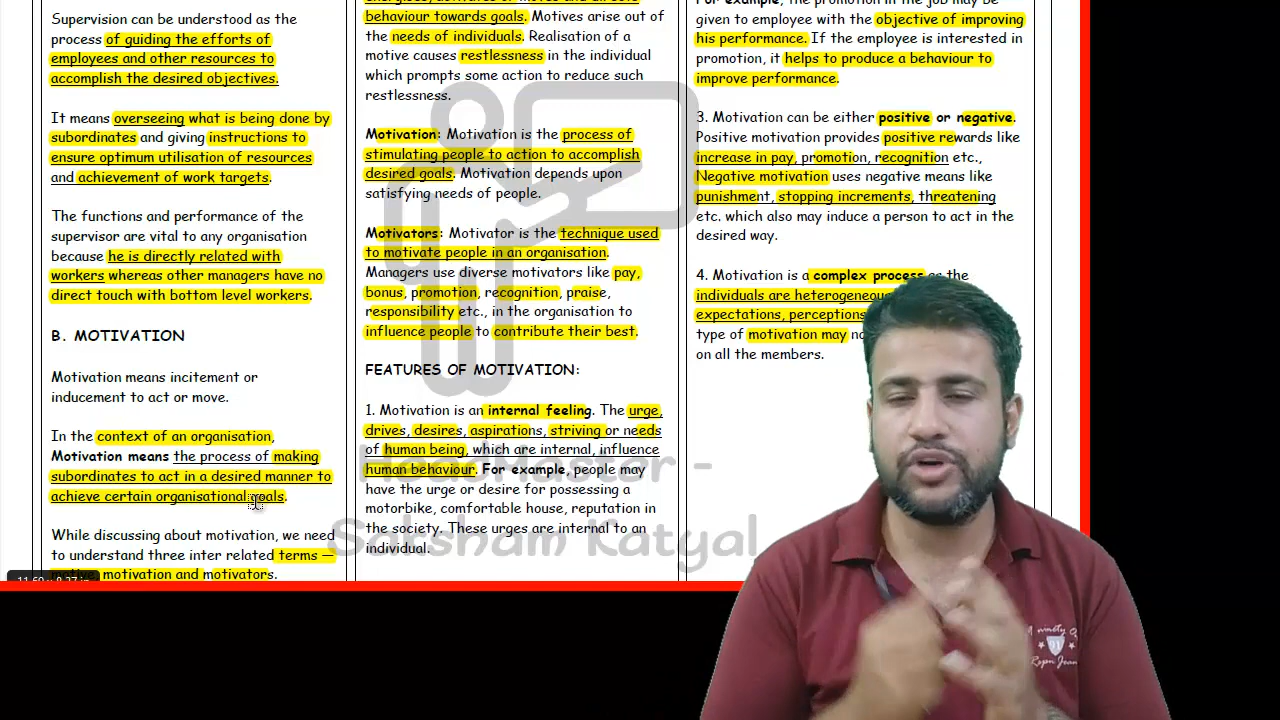 Supervision can be understood as the
process of guiding the efforts of
employees and other resources to
accomplish the desired objectives.
It means overseeing what is being done by
subordinates and giving instructions to
ensure optimum utilisation of resources
and achievement of work targets.
The functions and performance of the
supervisor are vital to any organisation
because he is directly related with
workers whereas other managers have no
direct touch with bottom level workers.
B. MOTIVATION
Motivation means incitement or
inducement to act or move.
In the context of an organisation,
Motivation means the process of making
subordinates to act in a desired manner to
achieve certain organisational goals.
While discussing about motivation, we need
to understand three inter related terms —
motivation and motivators.
behaviour towards goals. Motives arise out of
the needs of individuals. Realisation of a
motive causes restlessness in the individual
which prompts some action to reduce such
restlessness.
Motivation: Motivation is the process of
stimulating people to action to accomplish
desired goals. Motivation depends upon
satisfying needs of people.
Motivators: Motivator is the technique used
to motivate people in an organisation.
Managers use diverse motivators like pay,
bonus, promotion, recognition, praise,
responsibility etc., in the organisation to
influence people to contribute their best.
FEATURES OF MOTIVATION:
1. Motivation is an internal feeling. The urge,
drives, desires, aspirations, striving or needs
of human being, which are internal, influence
human behaviour. For example, people may
have the urge or desire for possessing a
motorbike, comfortable house, reputation in
the society. These urges are internal to an
individual.
For example, the promotion in the job may be
given to employee with the objective of improving
his performance. If the employee is interested in
promotion, it helps to produce a behaviour to
improve performance.
3. Motivation can be either positive or negative.
Positive motivation provides positive rewards like
increase in pay, promotion, recognition etc.,
Negative motivation uses negative means like
punishment, stopping increments, threatening
etc. which also may induce a person to act in the
desired way.
4. Motivation is a complex process as the
individuals are heterogeneous
expectations, perceptions
type of motivation may
on all the members.
HeadMaster -
Saksham Katyal
91